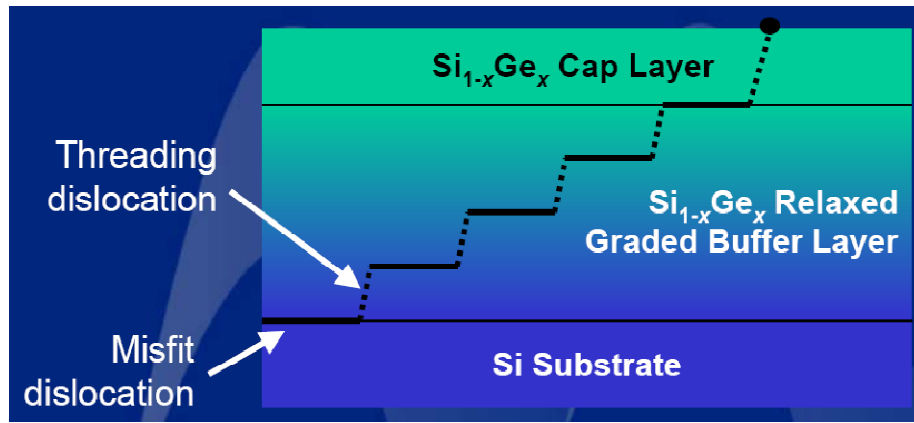 Si₁₋ₓGeₓ Cap Layer
Threading
dislocation
Si₁₋ₓGeₓ Relaxed
Graded Buffer Layer
Misfit
dislocation
Si Substrate